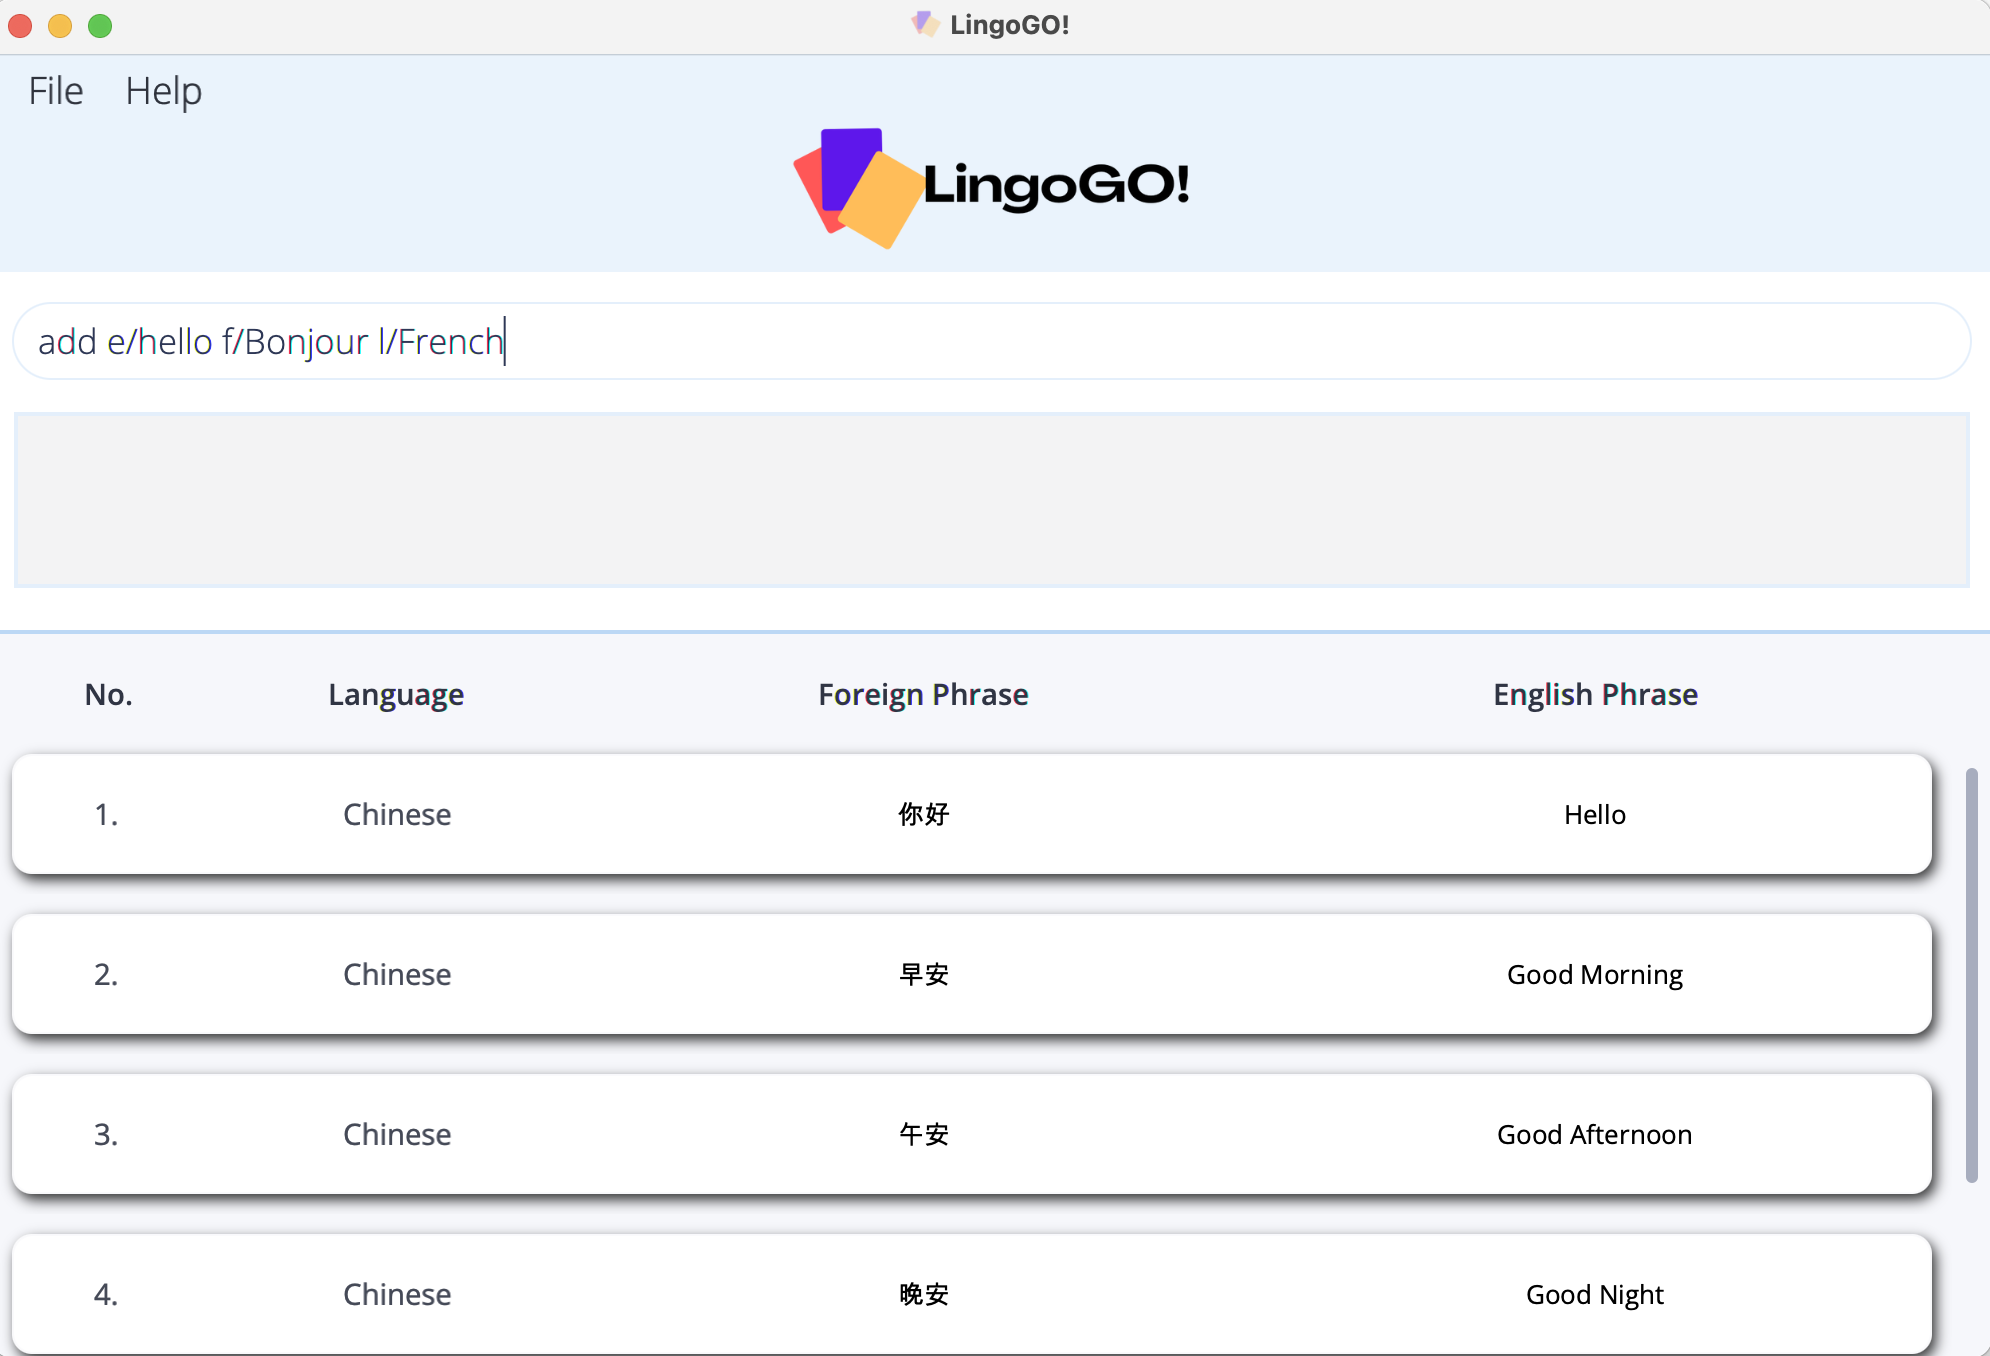 LingoGO!
File Help
LingoGO!
add e/hello f/Bonjour l/French
No. Language Foreign Phrase English Phrase
1. Chinese 你好 Hello
2. Chinese 早安 Good Morning
3. Chinese 午安 Good Afternoon
4. Chinese 晚安 Good Night